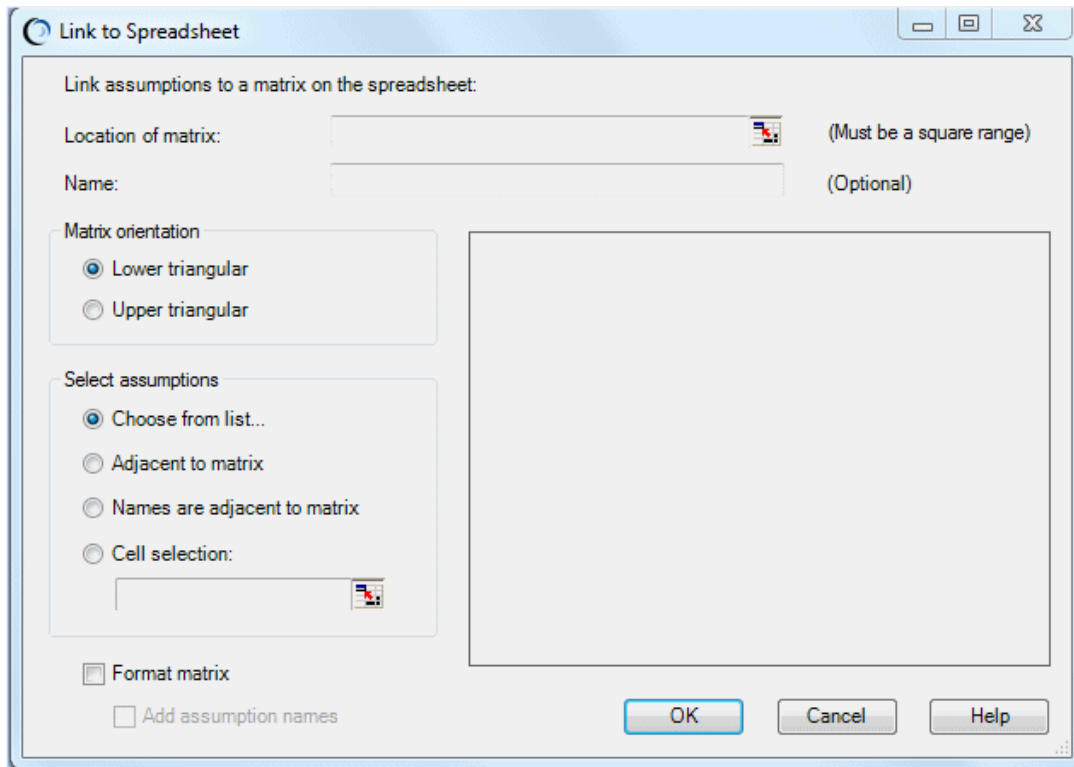 Link to Spreadsheet
Link assumptions to a matrix on the spreadsheet:
Location of matrix: (Must be a square range)
Name: (Optional)
Matrix orientation
Lower triangular
Upper triangular
Select assumptions
Choose from list...
Adjacent to matrix
Names are adjacent to matrix
Cell selection:
Format matrix
Add assumption names
OK Cancel Help